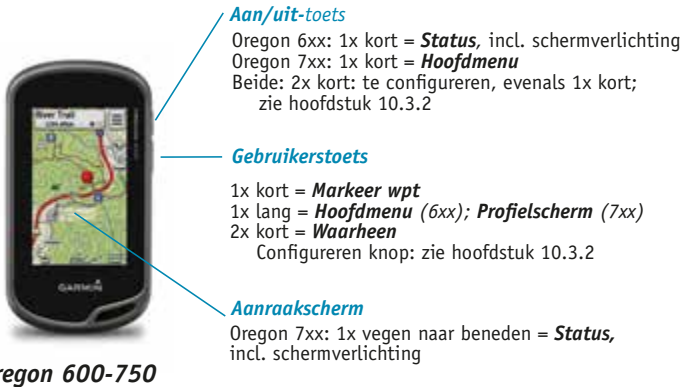 Aan/uit-toets
Oregon 6xx: 1x kort = Status, incl. schermverlichting
Oregon 7xx: 1x kort = Hoofdmenu
Beide: 2x kort: te configureren, evenals 1x kort;
zie hoofdstuk 10.3.2
River Trail
Gebruikerstoets
1x kort = Markeer wpt
1x lang = Hoofdmenu (6xx); Profielscherm (7xx)
2x kort = Waarheen
Configureren knop: zie hoofdstuk 10.3.2
GARMIN
Aanraakscherm
Oregon 7xx: 1x vegen naar beneden = Status,
incl. schermverlichting
regon 600-750